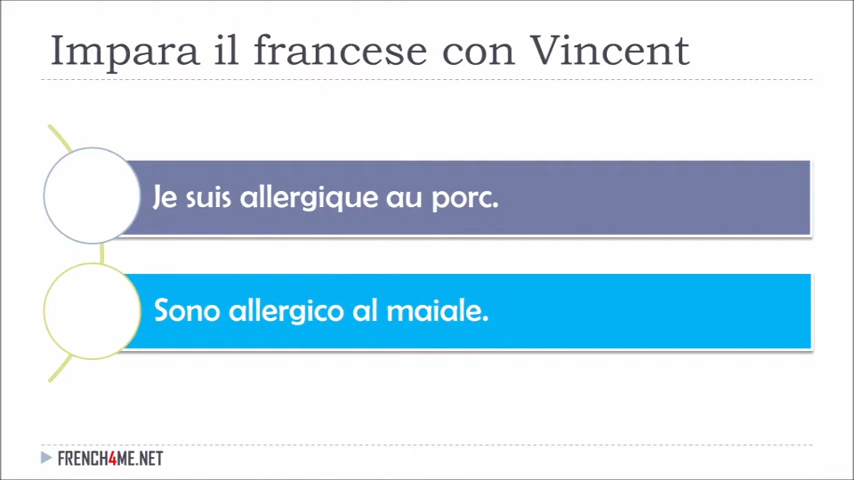 Impara il francese con Vincent
Je suis allergique au porc.
Sono allergico al maiale.
FRENCH4ME.NET